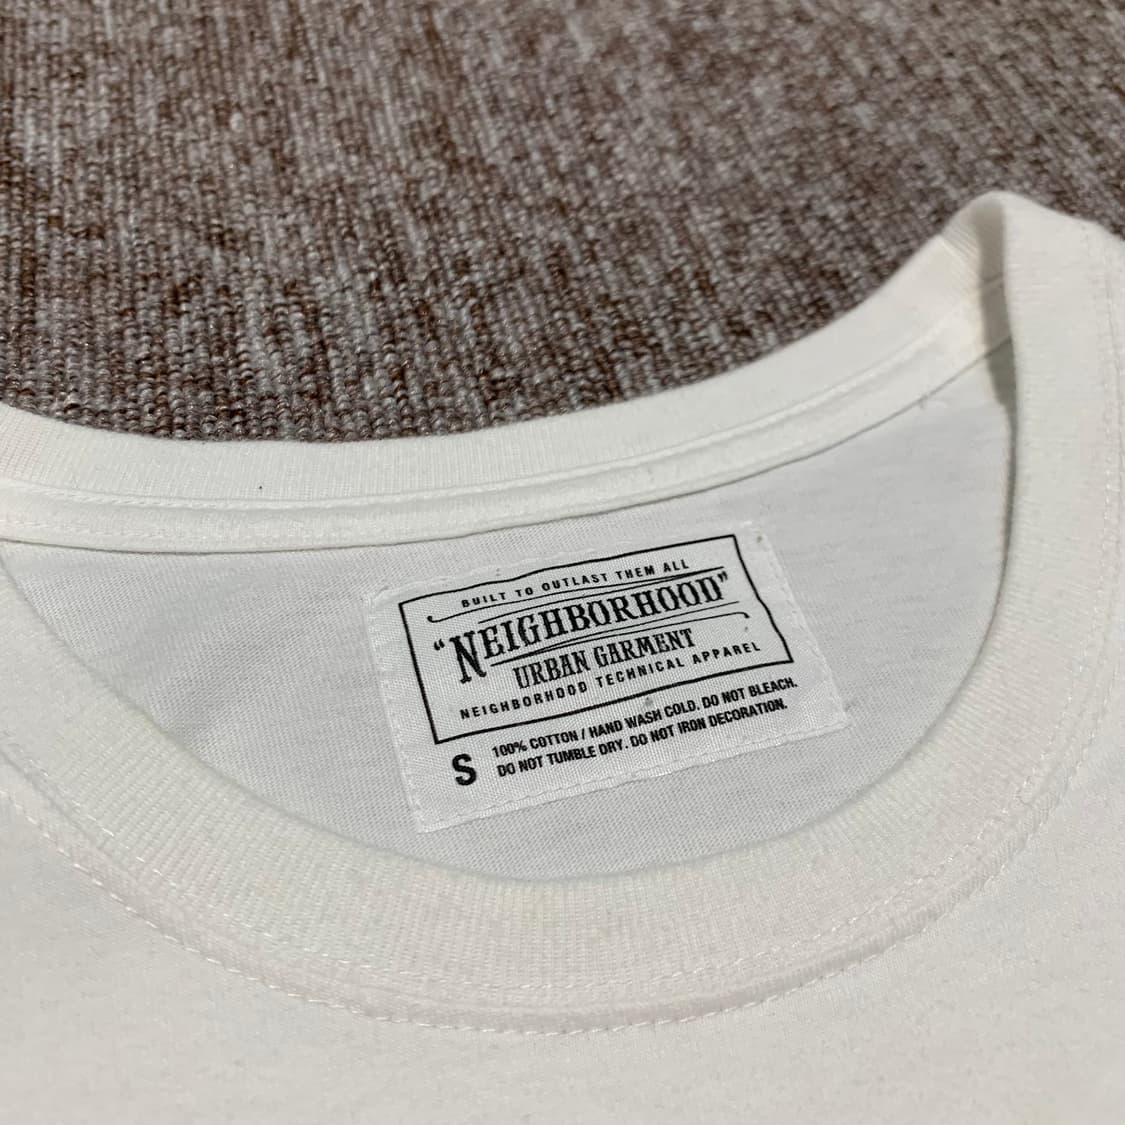 BUILT TO OUTLAST THEM ALL
"NEIGHBORHOOD"
URBAN GARMENT
NEIGHBORHOOD TECHNICAL APPAREL
S
100% COTTON / HAND WASH COLD. DO NOT BLEACH.
DO NOT TUMBLE DRY. DO NOT IRON DECORATION.